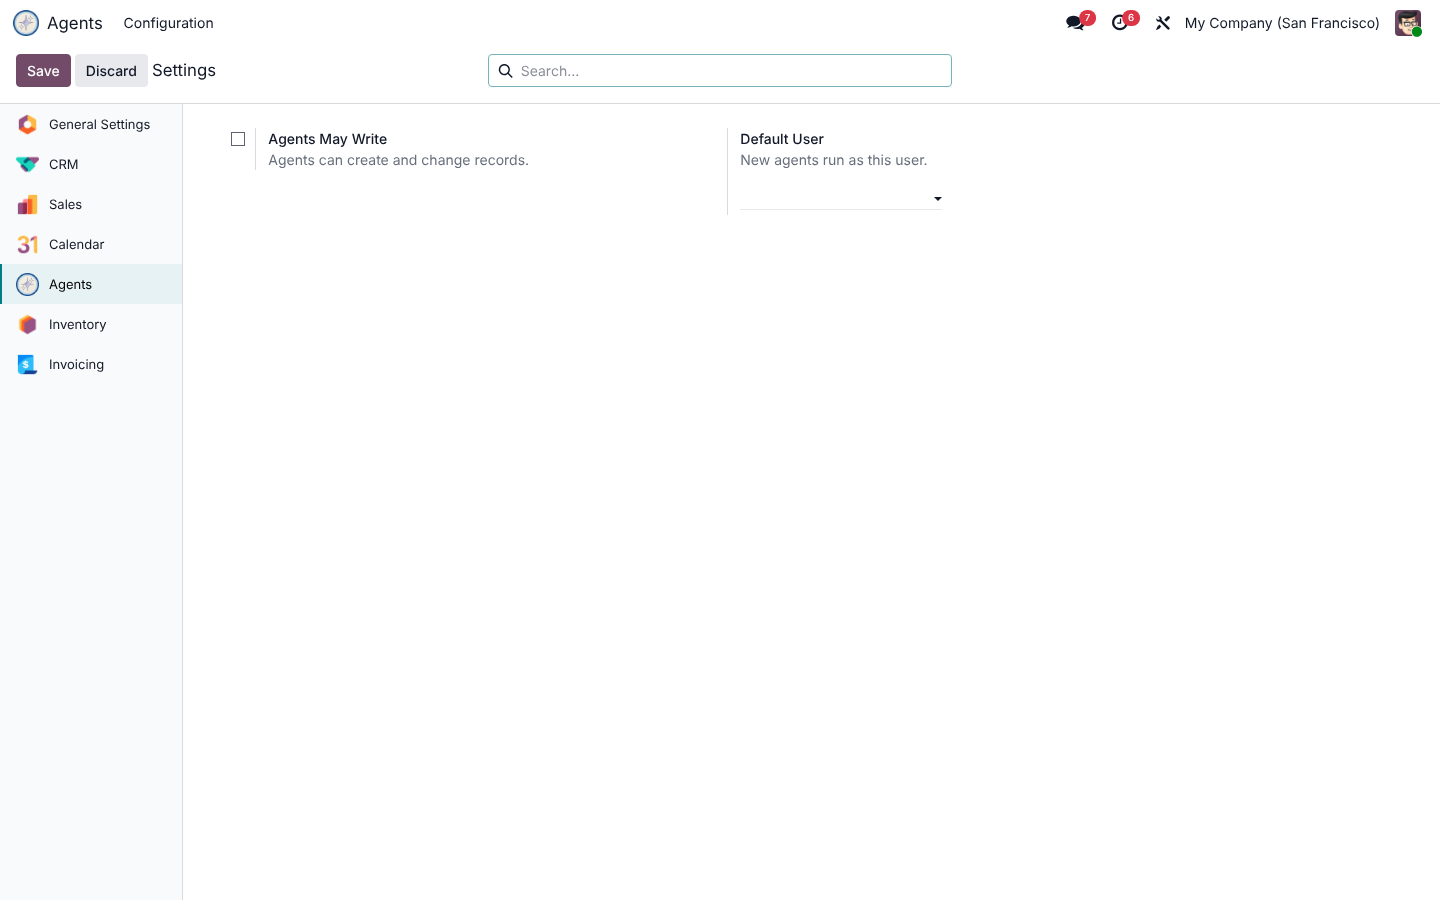 Agents
Configuration
7
6
My Company (San Francisco)
Save
Discard
Settings
Search...
General Settings
CRM
Sales
31
Calendar
Agents
Inventory
$
Invoicing
Agents May Write
Agents can create and change records.
Default User
New agents run as this user.